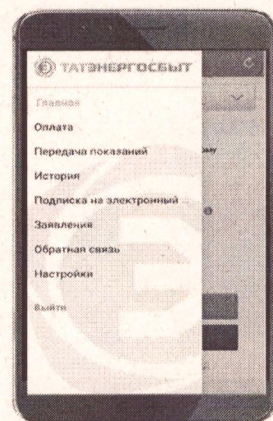 ТАТЭНЕРГОСБЫТ
Главная
Оплата
Передача показаний
История
Подписка на электронный ...
Заявления
Обратная связь
Настройки
Выйти